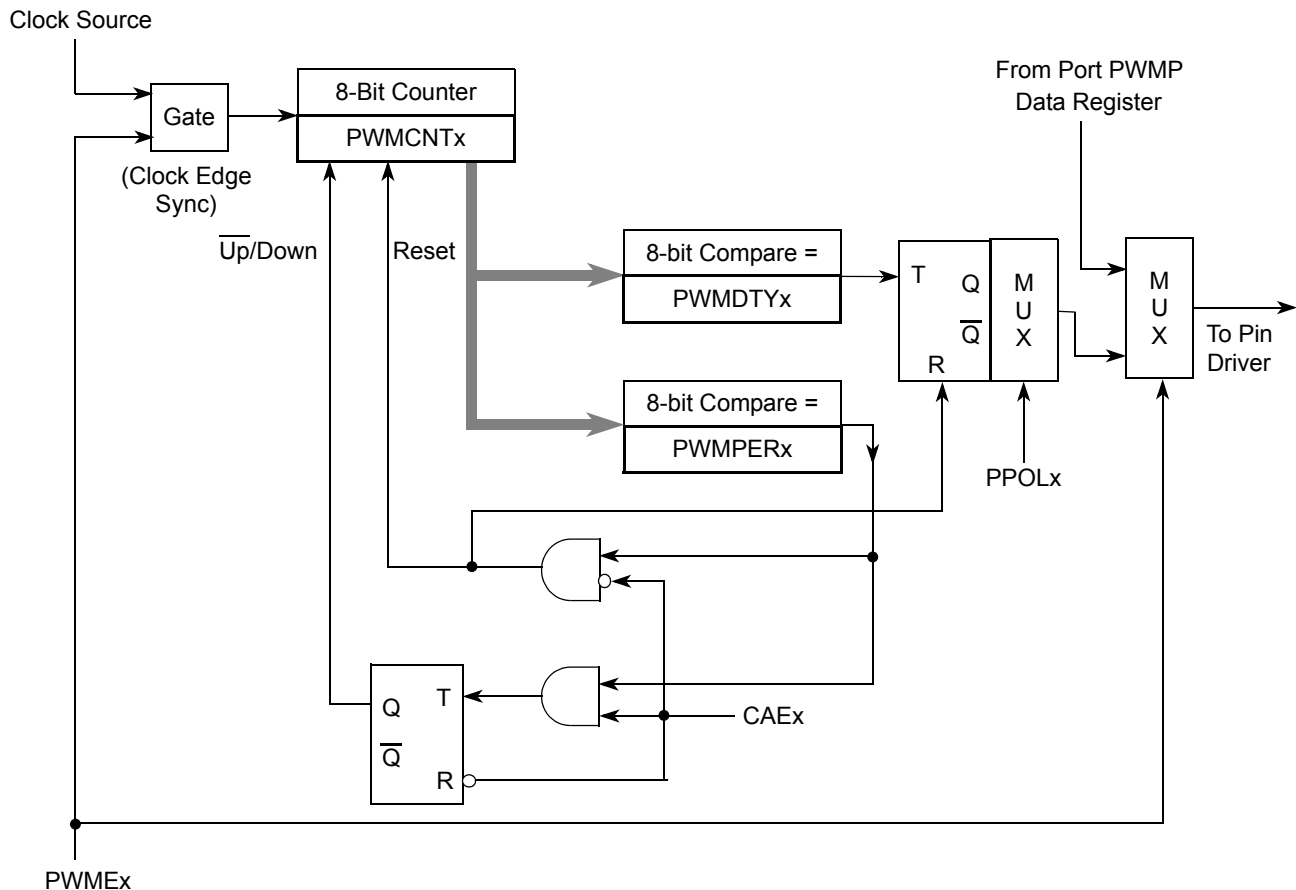 Clock Source
Gate
(Clock Edge
Sync)
8-Bit Counter
PWMCNTx
From Port PWMP
Data Register
U̅p̅/Down
Reset
8-bit Compare =
PWMDTYx
T
Q
Q̅
R
M
U
X
M
U
X
To Pin
Driver
8-bit Compare =
PWMPERx
PPOLx
Q
T
Q̅
R
CAEx
PWMEx